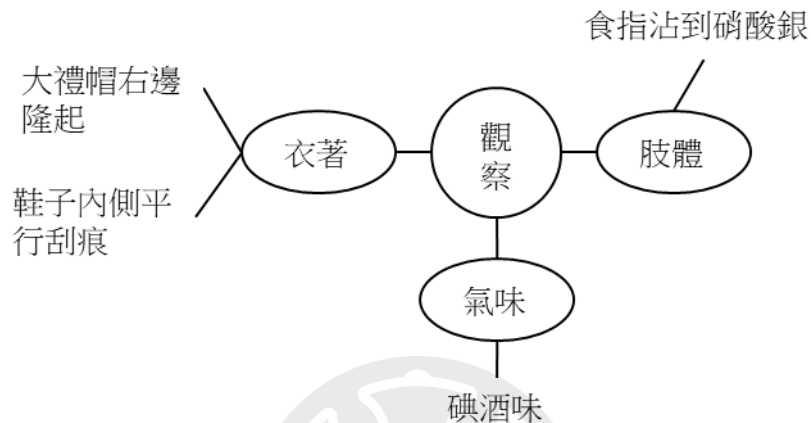 食指沾到硝酸銀
大禮帽右邊
隆起
衣著
觀
察
肢體
鞋子內側平
行刮痕
氣味
碘酒味